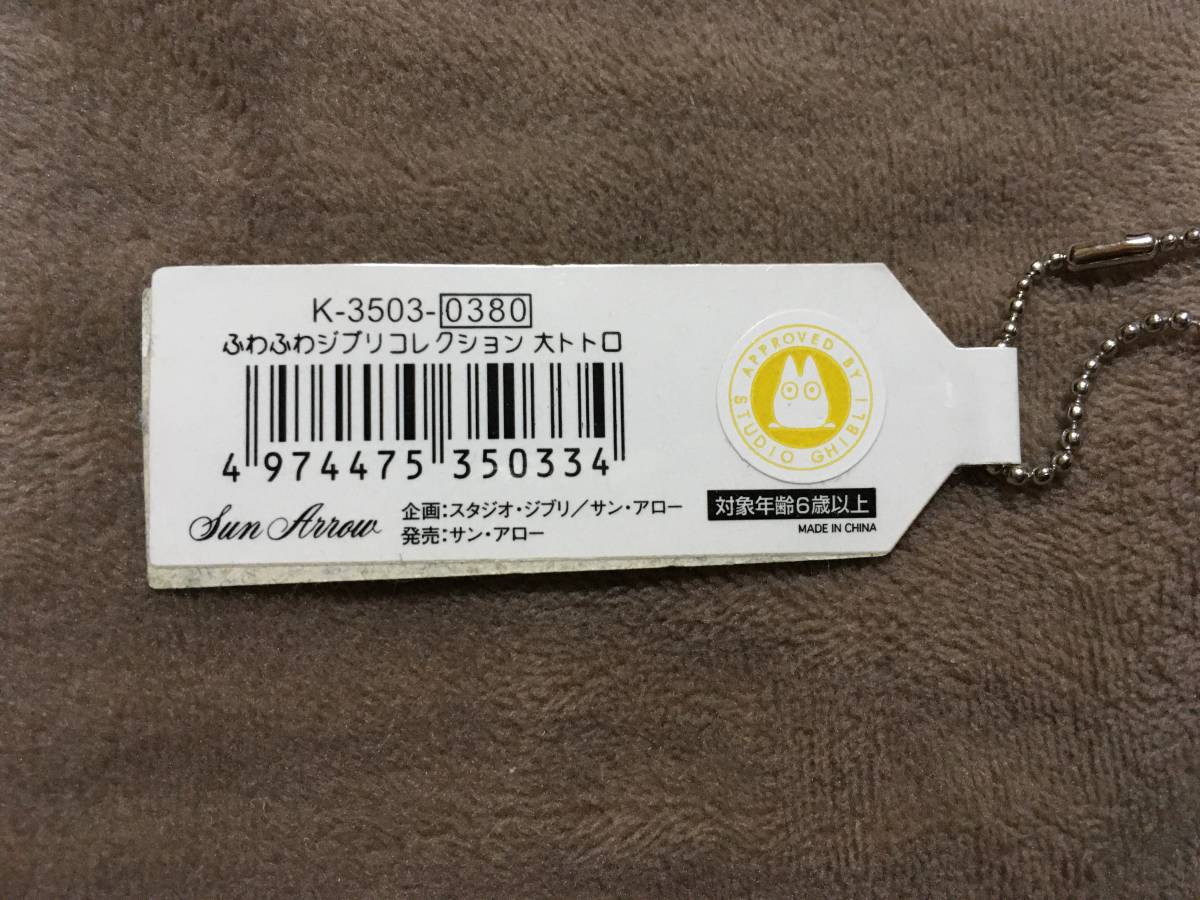 K-3503-0380
ふわふわジブリコレクション 大トトロ
4 974475 350334
Sun Arrow
企画:スタジオ・ジブリ/サン・アロー
発売:サン・アロー
APPROVED BY
STUDIO GHIBLI
対象年齢6歳以上
MADE IN CHINA